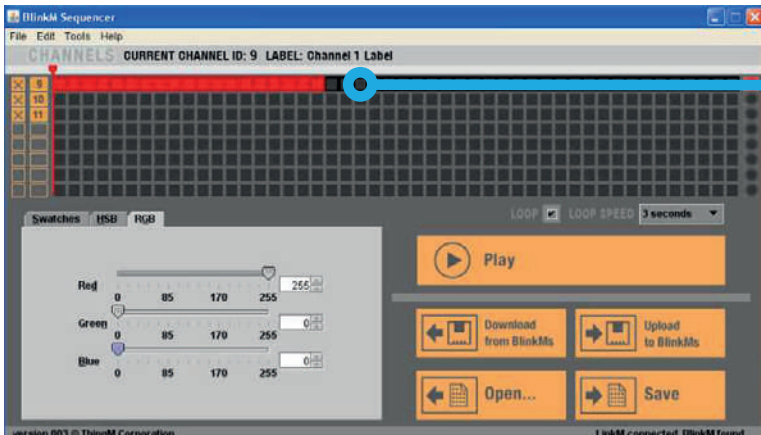 BlinkM Sequencer
File Edit Tools Help
CHANNELS CURRENT CHANNEL ID: 9 LABEL: Channel 1 Label
9
10
11
LOOP LOOP SPEED 3 seconds
Swatches HSB RGB
Red 255
0 85 170 255
Green 0
0 85 170 255
Blue 0
0 85 170 255
Play
Download from BlinkMs
Upload to BlinkMs
Open...
Save
version 003 © ThingM Corporation LinkM connected. BlinkM found